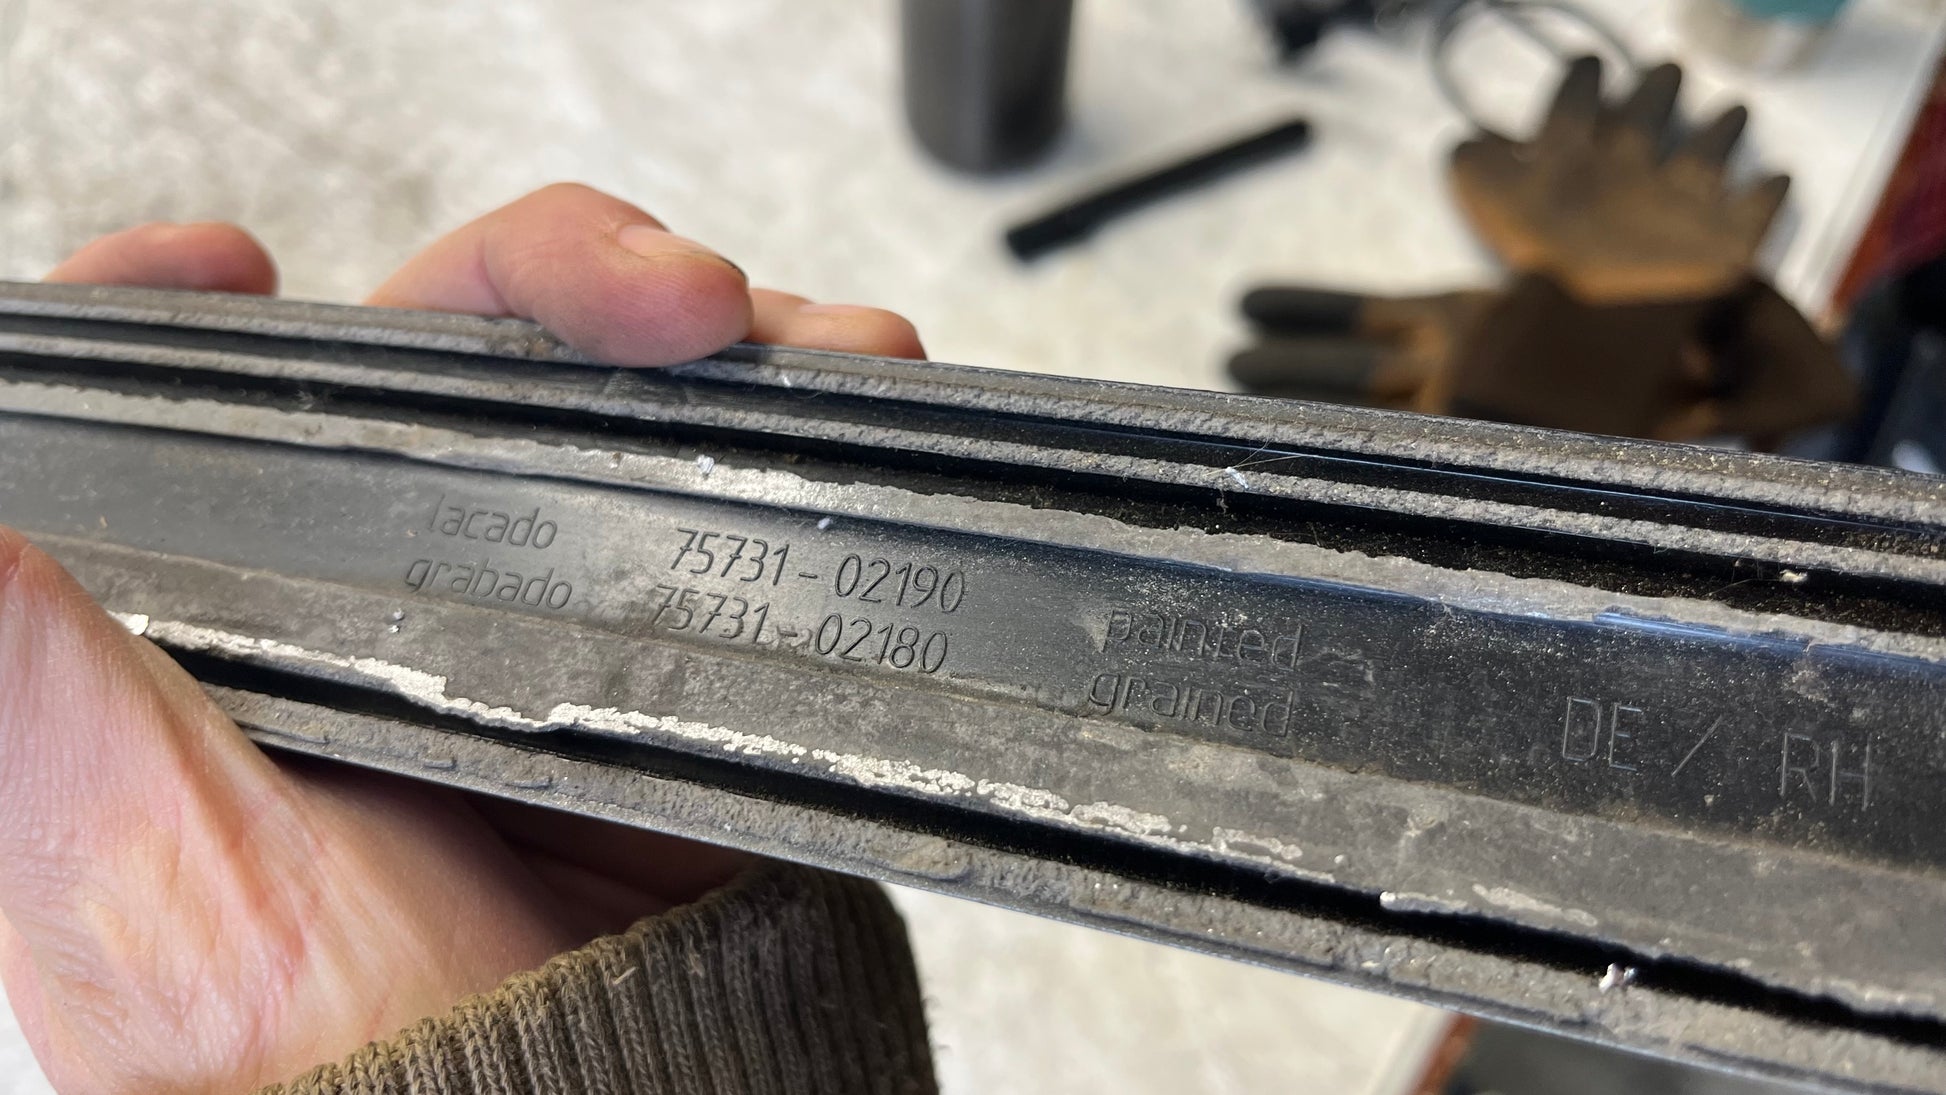 lacado 75731-02190 painted
grabado 75731-02180 grained
DE / RH